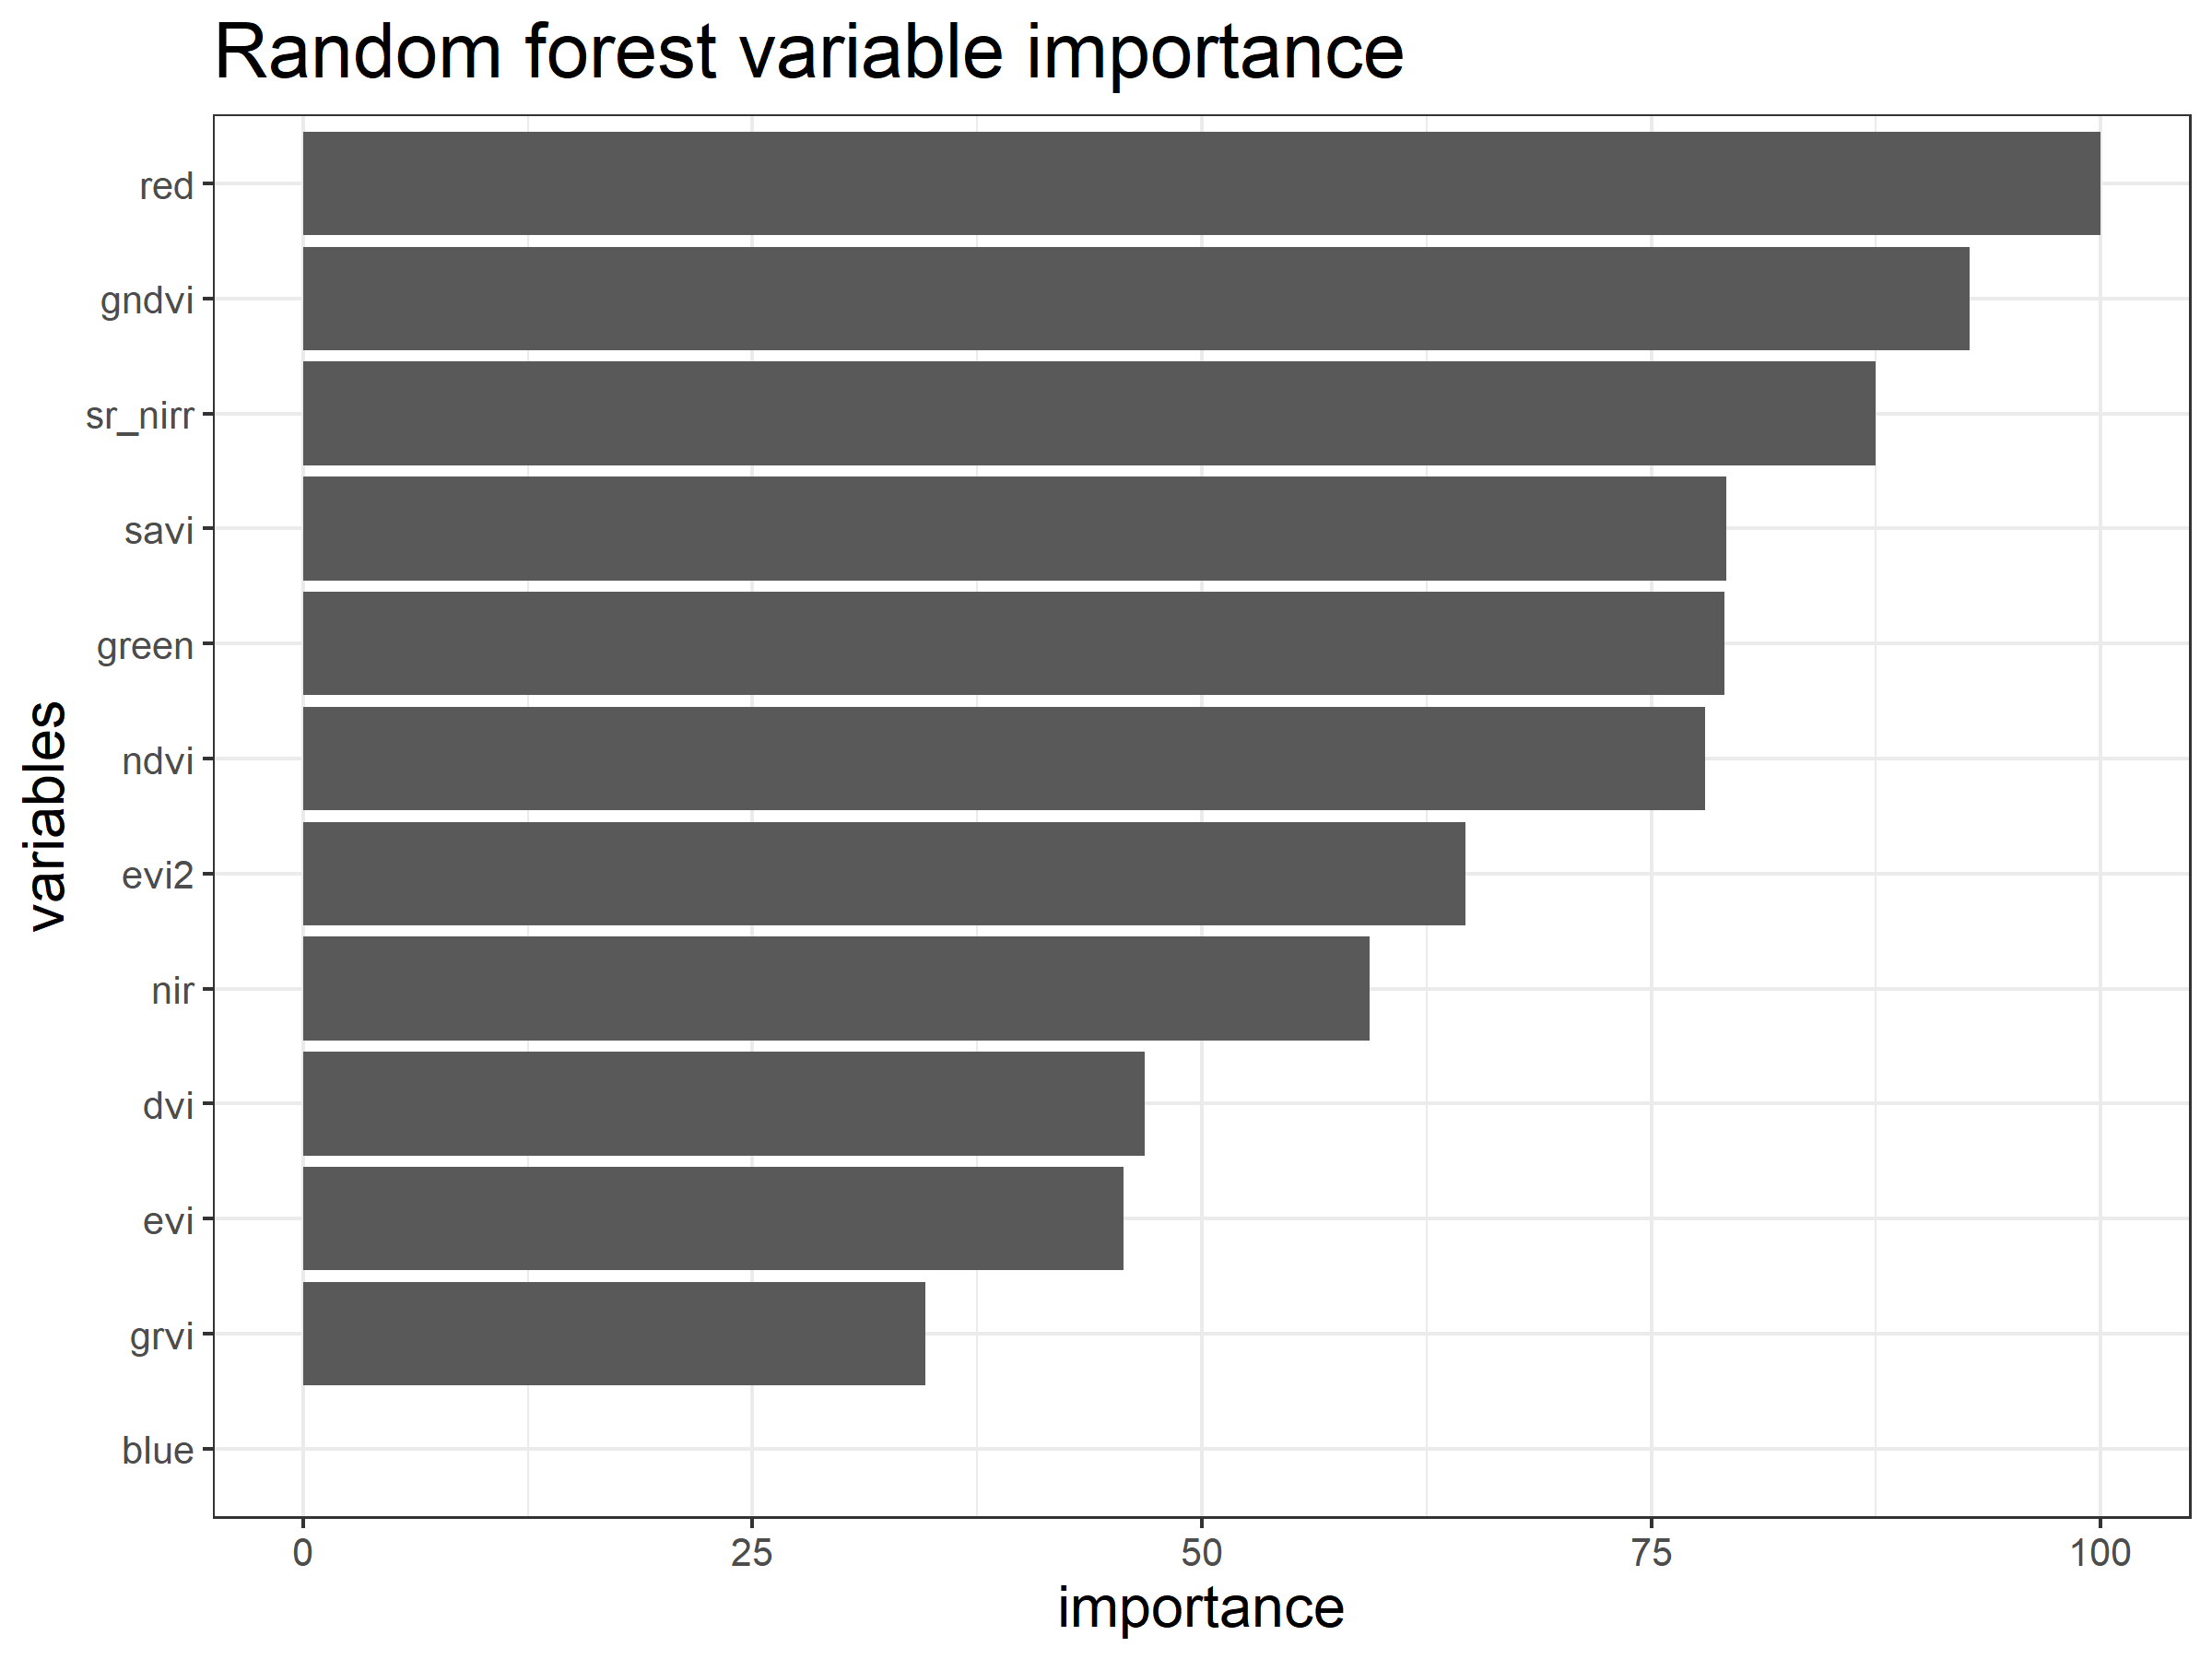 Random forest variable importance
red
gndvi
sr_nirr
savi
green
ndvi
evi2
nir
dvi
evi
grvi
blue
variables
0 25 50 75 100
importance